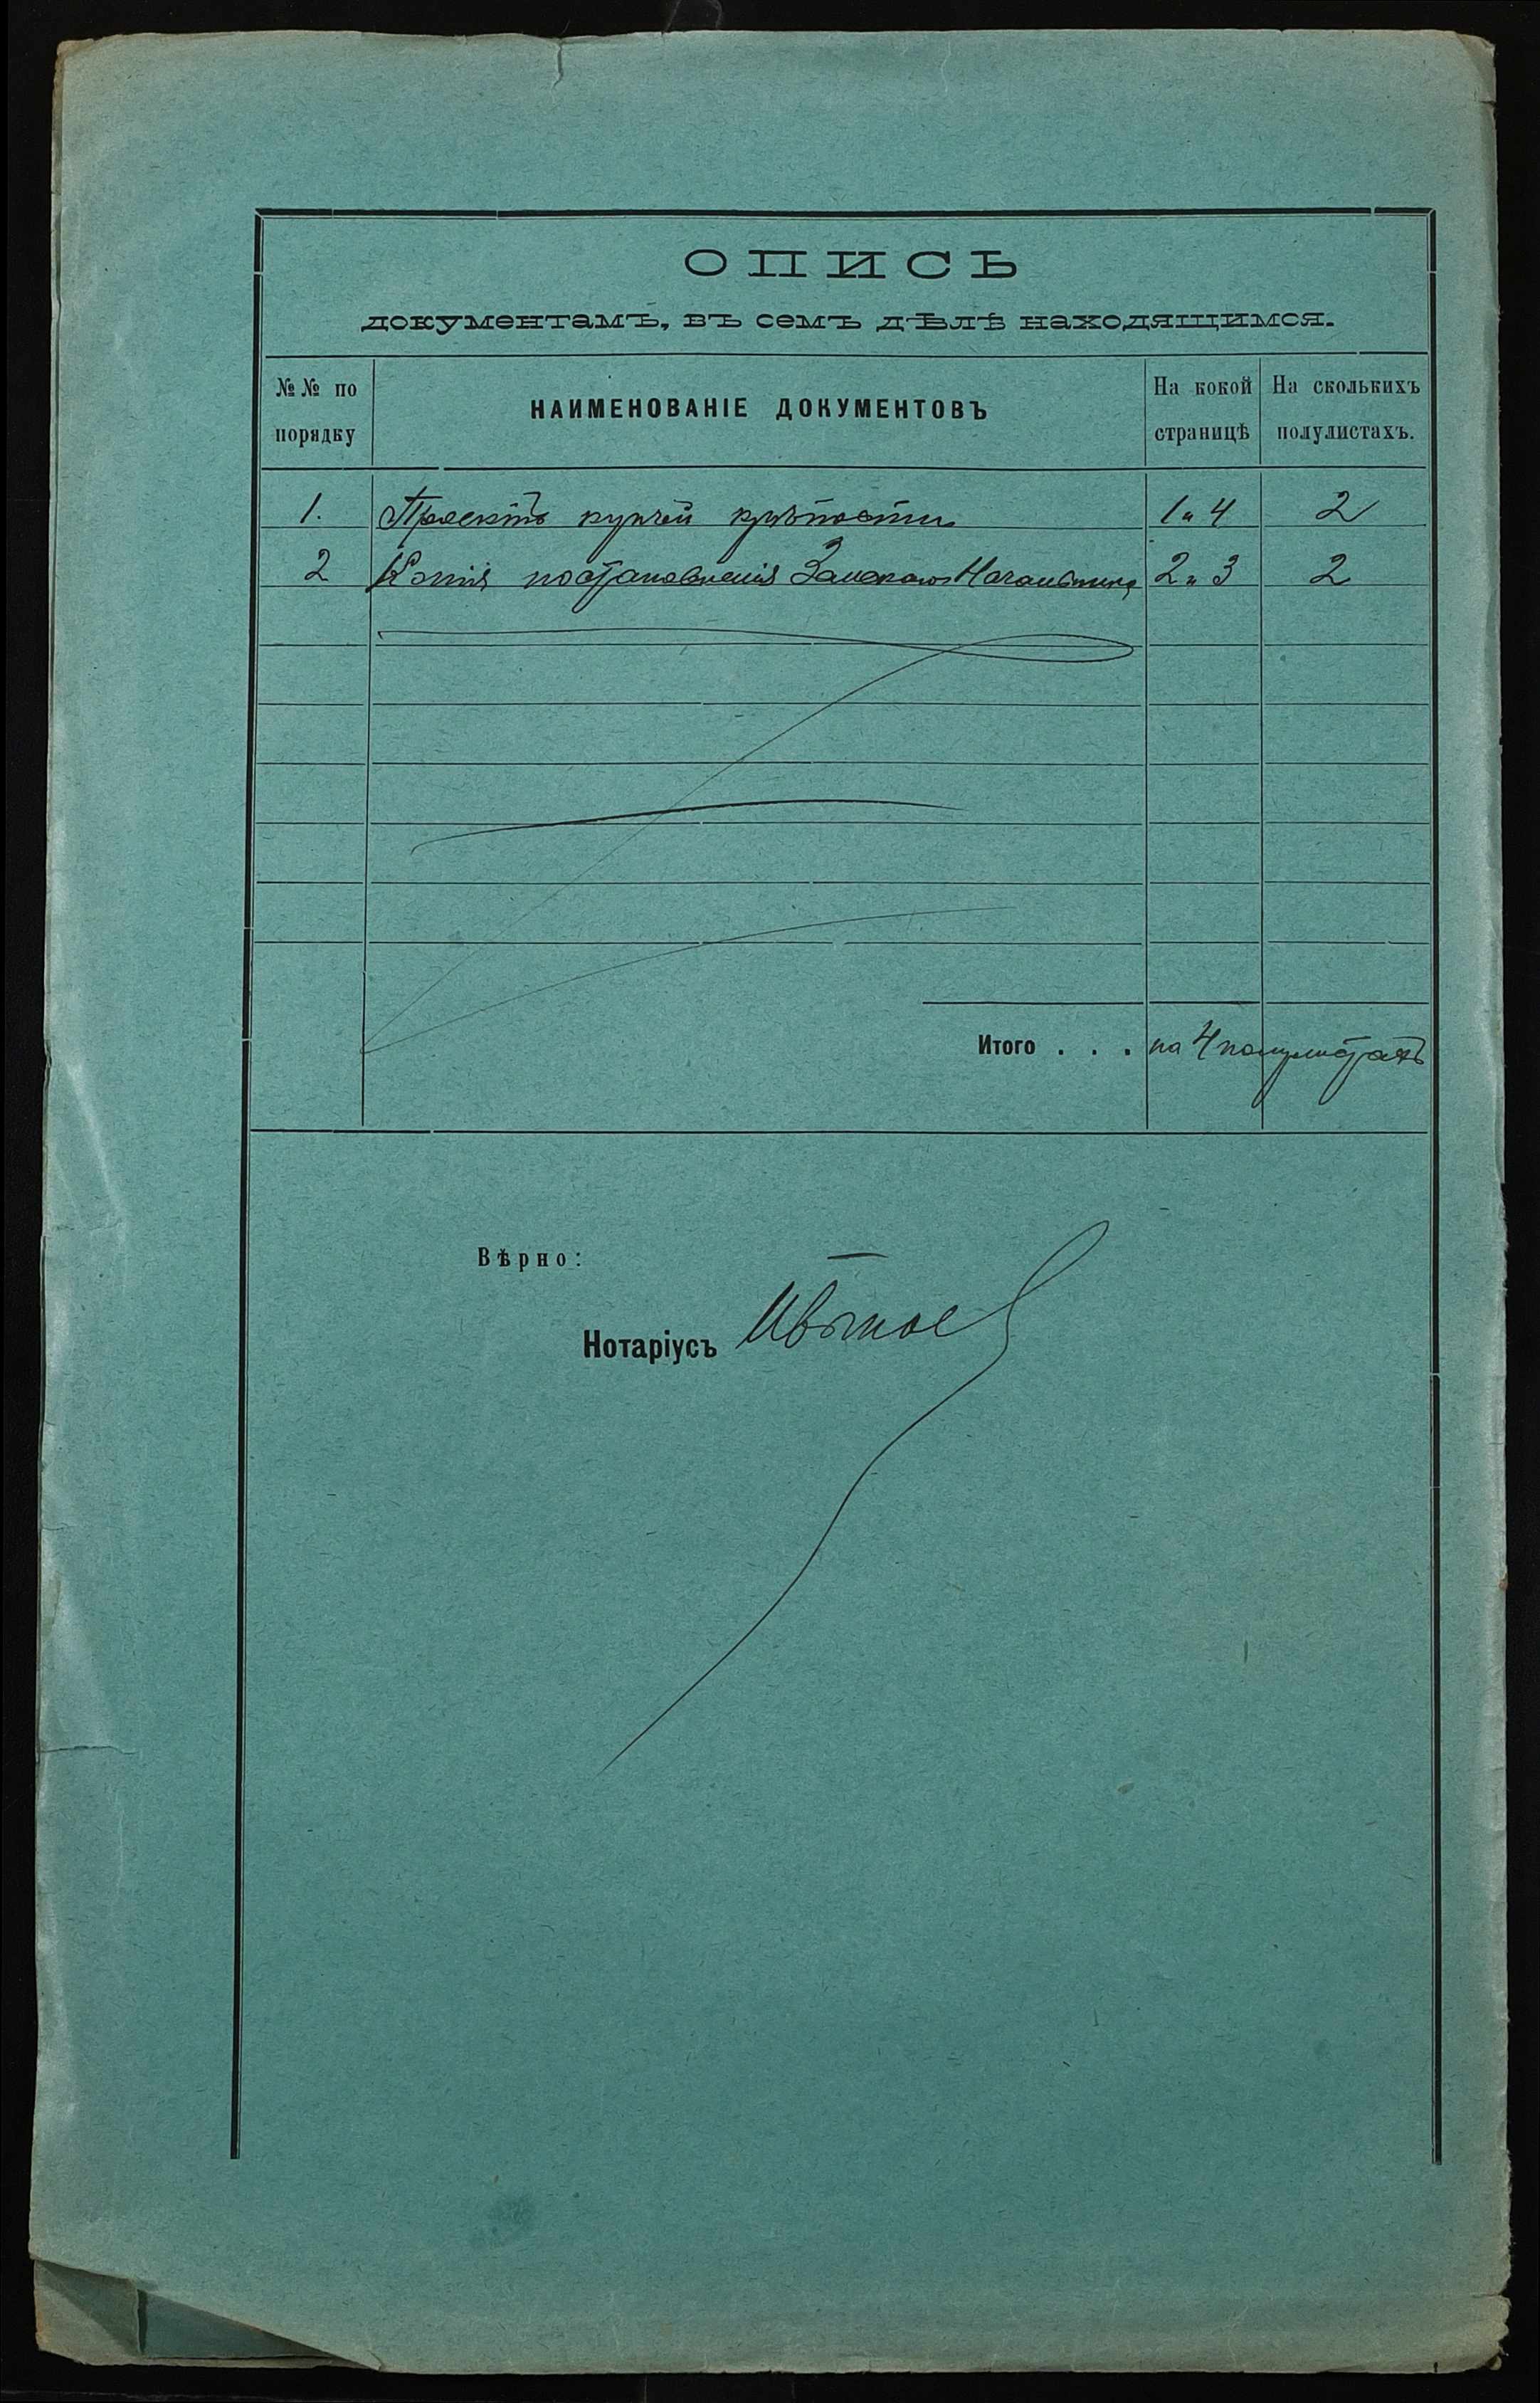 ОПИСЬ
документамъ, въ семъ дѣлѣ находящимся.
№№ по порядку
НАИМЕНОВАНІЕ ДОКУМЕНТОВЪ
На кокой страницѣ
На сколькихъ полулистахъ.
1. Проектъ купчей крѣпости 1 и 4 2
2 Копія постановленія Земскаго Начальника 2 и 3 2
Итого . . . на 4 полулистахъ
Вѣрно:
Нотаріусъ